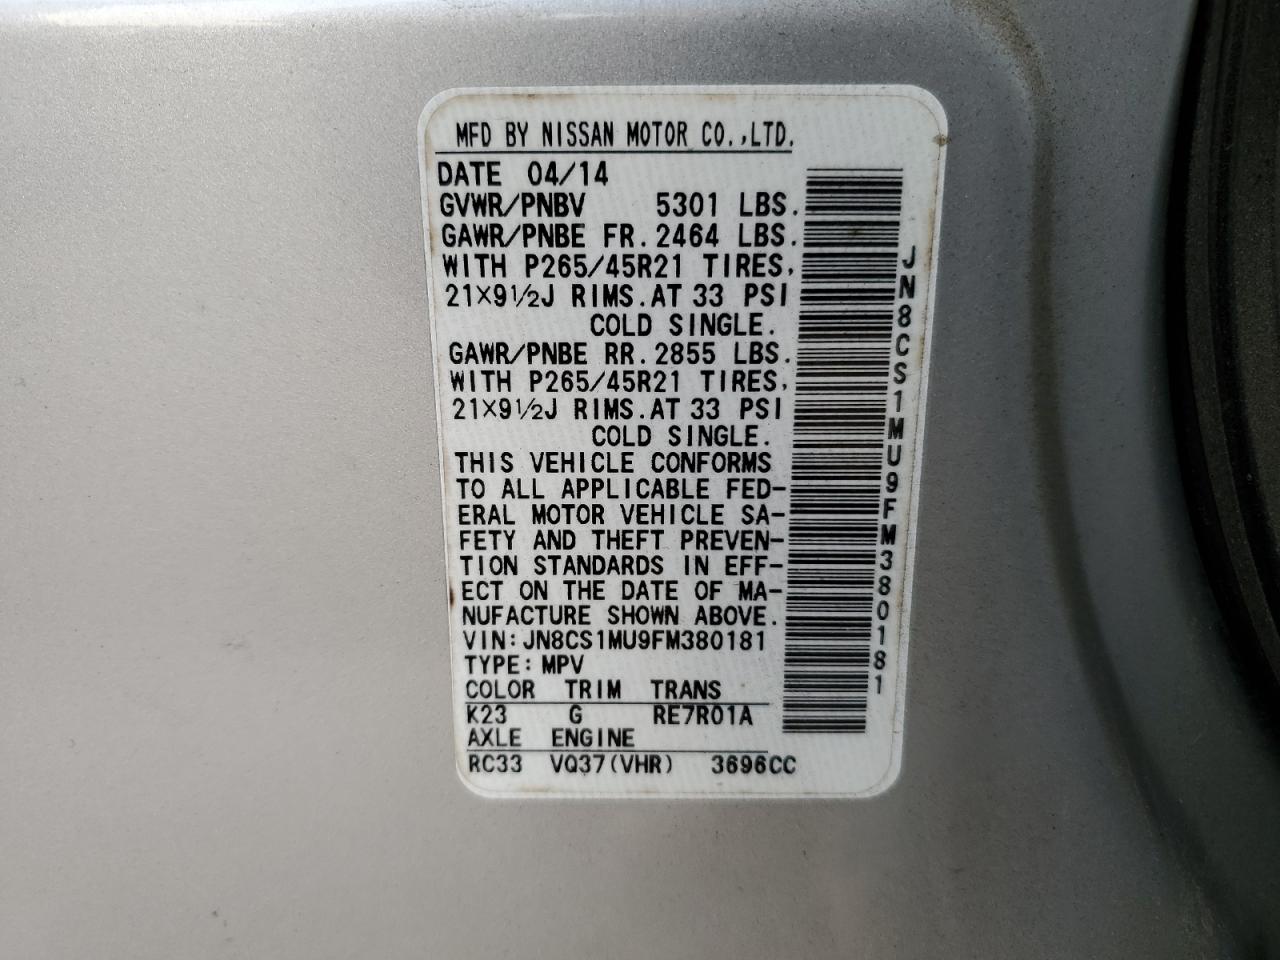 MFD BY NISSAN MOTOR CO.,LTD.
DATE 04/14
GVWR/PNBV 5301 LBS.
GAWR/PNBE FR. 2464 LBS.
WITH P265/45R21 TIRES,
21×9½J RIMS. AT 33 PSI
COLD SINGLE.
GAWR/PNBE RR. 2855 LBS.
WITH P265/45R21 TIRES,
21×9½J RIMS. AT 33 PSI
COLD SINGLE.
THIS VEHICLE CONFORMS
TO ALL APPLICABLE FED-
ERAL MOTOR VEHICLE SA-
FETY AND THEFT PREVEN-
TION STANDARDS IN EFF-
ECT ON THE DATE OF MA-
NUFACTURE SHOWN ABOVE.
VIN: JN8CS1MU9FM380181
TYPE: MPV
COLOR TRIM TRANS
K23 G RE7R01A
AXLE ENGINE
RC33 VQ37(VHR) 3696CC
JN8CS1MU9FM380181